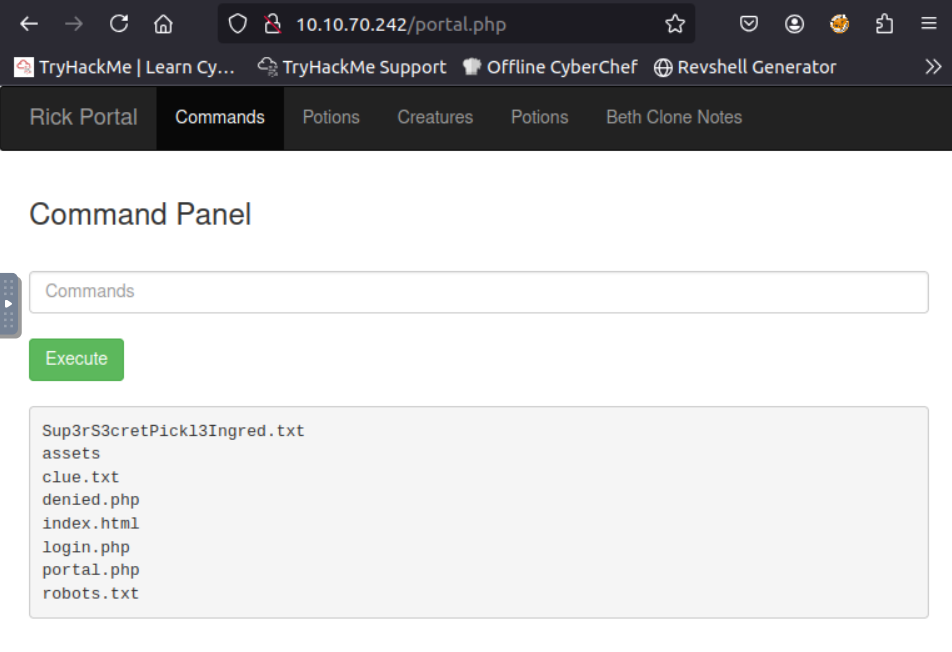 10.10.70.242/portal.php
TryHackMe | Learn Cy... TryHackMe Support Offline CyberChef Revshell Generator
Rick Portal Commands Potions Creatures Potions Beth Clone Notes
Command Panel
Commands
Execute
Sup3rS3cretPickl3Ingred.txt
assets
clue.txt
denied.php
index.html
login.php
portal.php
robots.txt